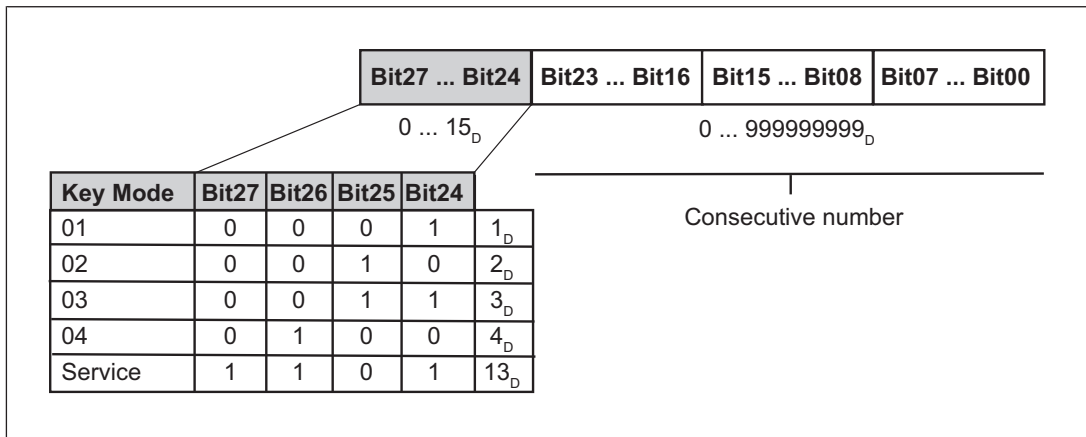 Bit27 ... Bit24 Bit23 ... Bit16 Bit15 ... Bit08 Bit07 ... Bit00
0 ... 15D 0 ... 999999999D
Key Mode Bit27 Bit26 Bit25 Bit24
Consecutive number
01 0 0 0 1 1D
02 0 0 1 0 2D
03 0 0 1 1 3D
04 0 1 0 0 4D
Service 1 1 0 1 13D